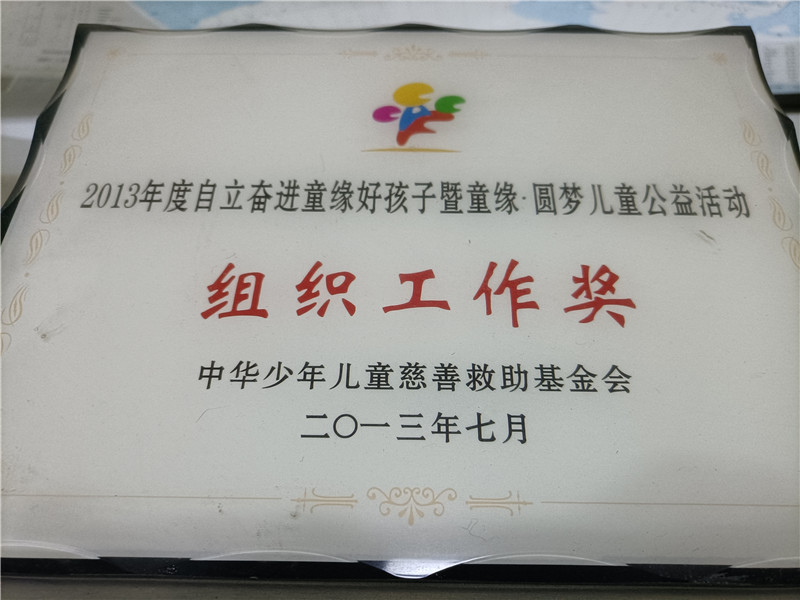 2013年度自立奋进童缘好孩子暨童缘·圆梦儿童公益活动
组织工作奖
中华少年儿童慈善救助基金会
二〇一三年七月